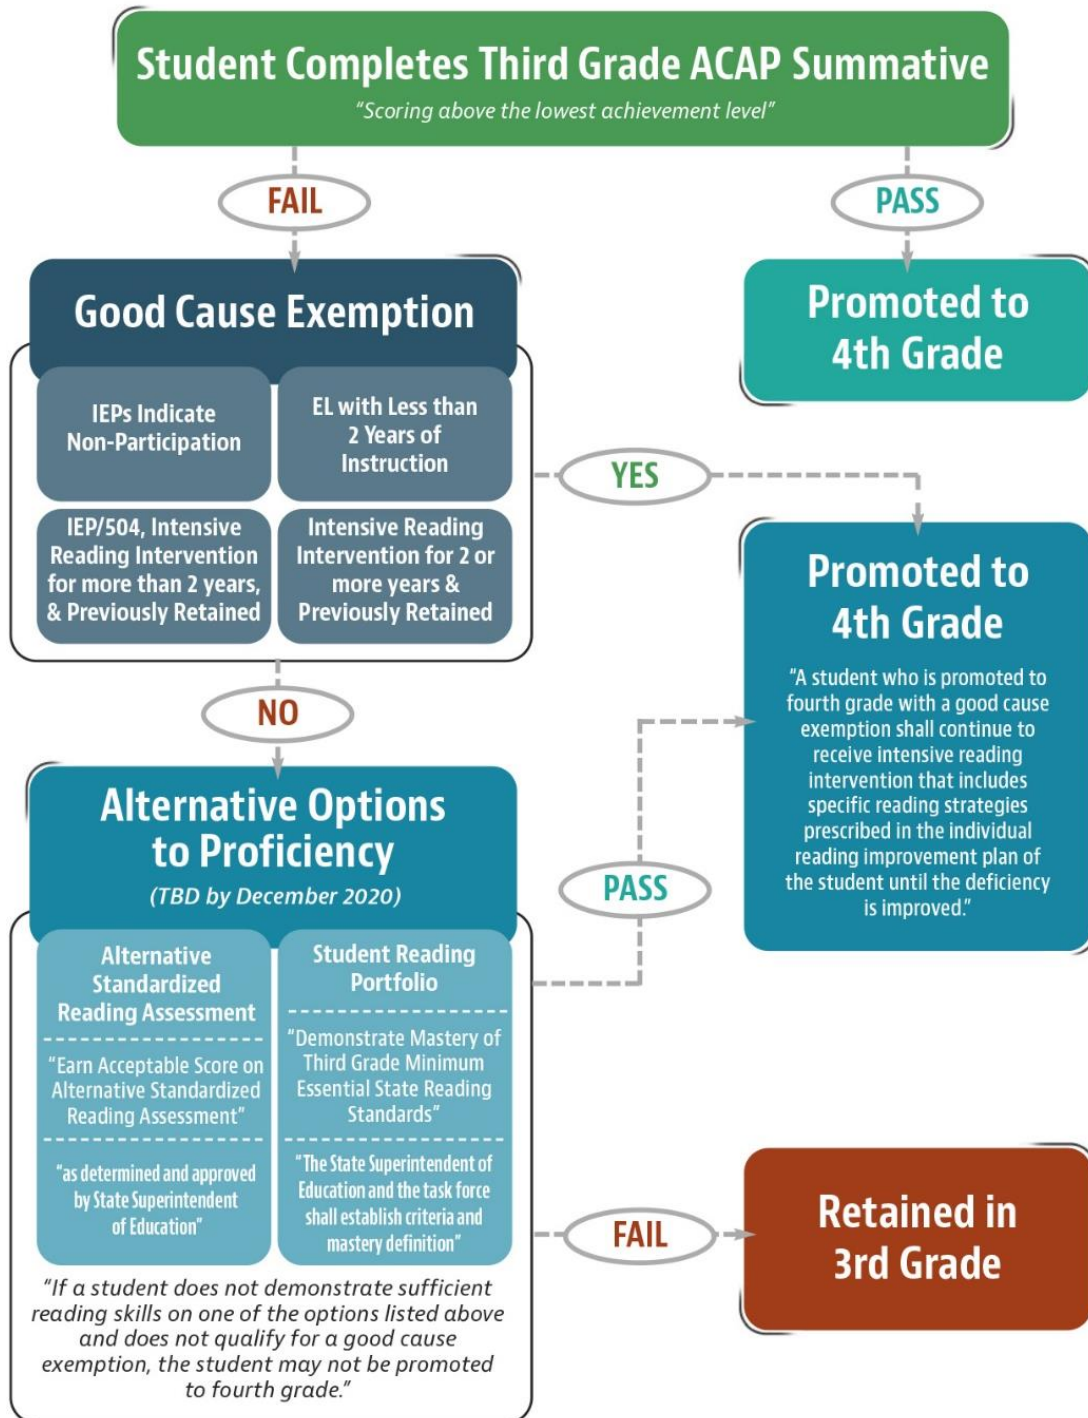 Student Completes Third Grade ACAP Summative
“Scoring above the lowest achievement level”
FAIL
PASS
Good Cause Exemption
IEPs Indicate
Non-Participation
EL with Less than
2 Years of
Instruction
IEP/504, Intensive
Reading Intervention
for more than 2 years,
& Previously Retained
Intensive Reading
Intervention for 2 or
more years &
Previously Retained
Promoted to
4th Grade
YES
Promoted to
4th Grade
“A student who is promoted to
fourth grade with a good cause
exemption shall continue to
receive intensive reading
intervention that includes
specific reading strategies
prescribed in the individual
reading improvement plan of
the student until the deficiency
is improved.”
NO
Alternative Options
to Proficiency
(TBD by December 2020)
PASS
Alternative
Standardized
Reading Assessment
“Earn Acceptable Score on
Alternative Standardized
Reading Assessment”
“as determined and approved
by State Superintendent
of Education”
Student Reading
Portfolio
“Demonstrate Mastery of
Third Grade Minimum
Essential State Reading
Standards”
“The State Superintendent of
Education and the task force
shall establish criteria and
mastery definition”
FAIL
Retained in
3rd Grade
“If a student does not demonstrate sufficient
reading skills on one of the options listed above
and does not qualify for a good cause
exemption, the student may not be promoted
to fourth grade.”